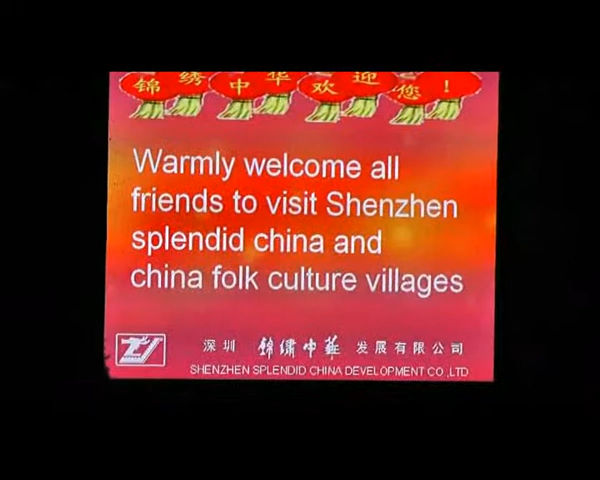 锦绣中华欢迎您！
Warmly welcome all
friends to visit Shenzhen
splendid china and
china folk culture villages
深圳 锦繡中華 发展有限公司
SHENZHEN SPLENDID CHINA DEVELOPMENT CO.,LTD